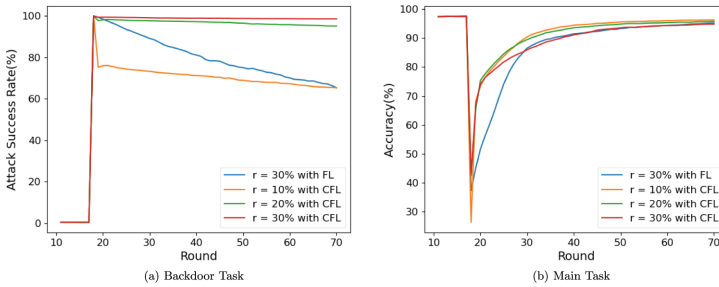 100
80
60
40
20
0
Attack Success Rate(%)
r = 30% with FL
r = 10% with CFL
r = 20% with CFL
r = 30% with CFL
10 20 30 40 50 60 70
Round
(a) Backdoor Task
100
90
80
70
60
50
40
30
Accuracy(%)
r = 30% with FL
r = 10% with CFL
r = 20% with CFL
r = 30% with CFL
10 20 30 40 50 60 70
Round
(b) Main Task